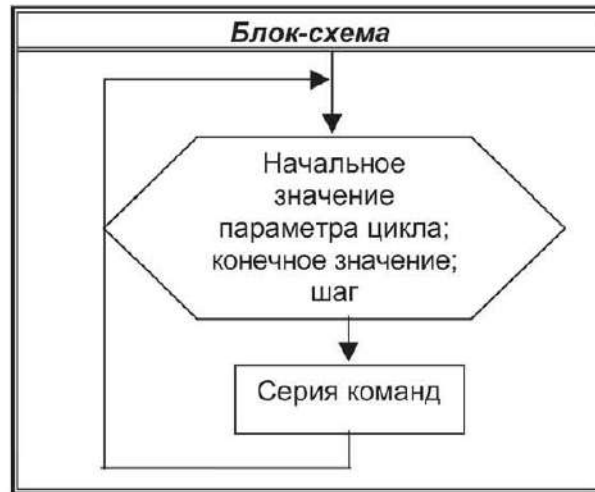 Блок-схема
Начальное
значение
параметра цикла;
конечное значение;
шаг
Серия команд